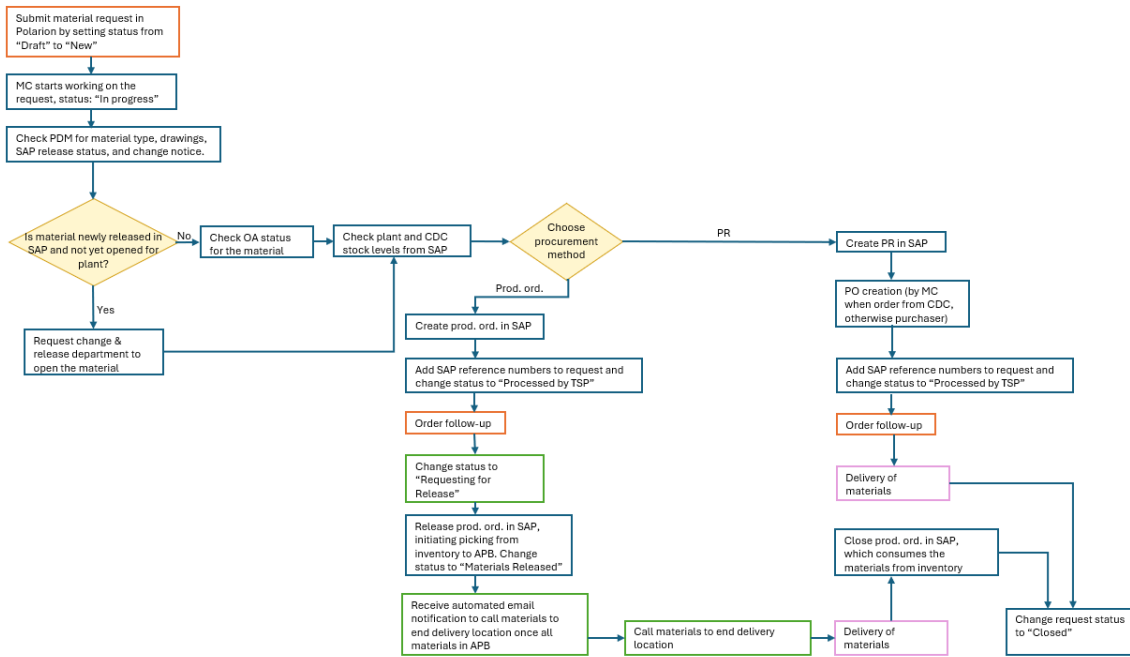 Submit material request in
Polarion by setting status from
“Draft” to “New”
MC starts working on the
request, status: “In progress”
Check PDM for material type, drawings,
SAP release status, and change notice.
Is material newly released in
SAP and not yet opened for
plant?
No
Yes
Request change &
release department to
open the material
Check OA status
for the material
Check plant and CDC
stock levels from SAP
Choose
procurement
method
PR
Prod. ord.
Create prod. ord. in SAP
Add SAP reference numbers to request and
change status to “Processed by TSP”
Order follow-up
Change status to
“Requesting for
Release”
Release prod. ord. in SAP,
initiating picking from
inventory to APB. Change
status to “Materials Released”
Receive automated email
notification to call materials to
end delivery location once all
materials in APB
Call materials to end delivery
location
Delivery of
materials
Close prod. ord. in SAP,
which consumes the
materials from inventory
Create PR in SAP
PO creation (by MC
when order from CDC,
otherwise purchaser)
Add SAP reference numbers to request and
change status to “Processed by TSP”
Order follow-up
Delivery of
materials
Change request status
to “Closed”